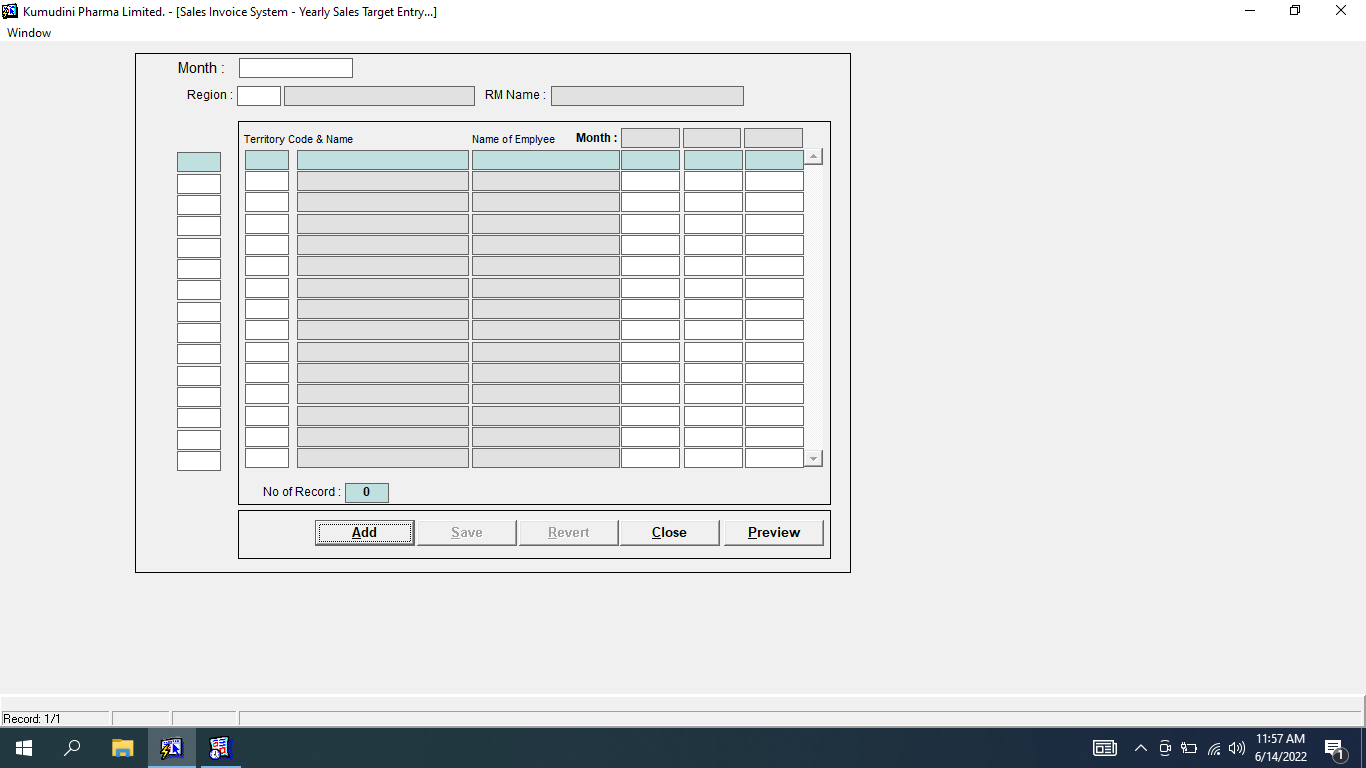 Kumudini Pharma Limited. - [Sales Invoice System - Yearly Sales Target Entry...]
Window
Month :
Region : RM Name :
Territory Code & Name Name of Emplyee Month :
No of Record : 0
Add Save Revert Close Preview
Record: 1/1
11:57 AM
6/14/2022
1